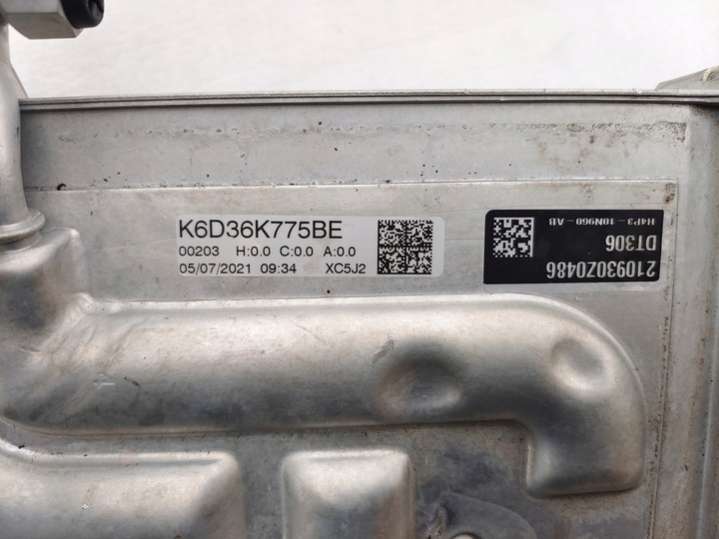 K6D36K775BE
00203 H:0.0 C:0.0 A:0.0
05/07/2021 09:34 XC5J2
210930Z0486
DT306
H4P3-10N960-AB